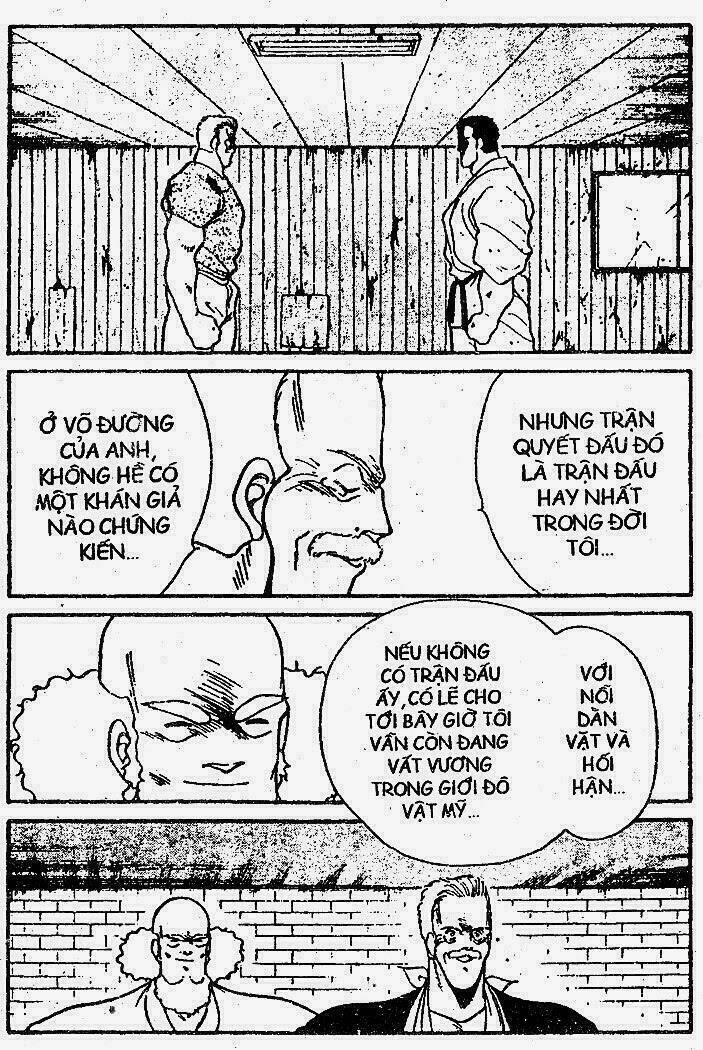 Ở VÕ ĐƯỜNG
CỦA ANH,
KHÔNG HỀ CÓ
MỘT KHÁN GIẢ
NÀO CHỨNG
KIẾN...
NHƯNG TRẬN
QUYẾT ĐẤU ĐÓ
LÀ TRẬN ĐẤU
HAY NHẤT
TRONG ĐỜI
TÔI...
NẾU KHÔNG
CÓ TRẬN ĐẤU
ẤY, CÓ LẼ CHO
TỚI BÂY GIỜ TÔI
VẪN CÒN ĐANG
VẤT VƯƠNG
TRONG GIỚI ĐÔ
VẬT MỸ...
VỚI
NỖI
DẰN
VẶT VÀ
HỐI
HẬN...